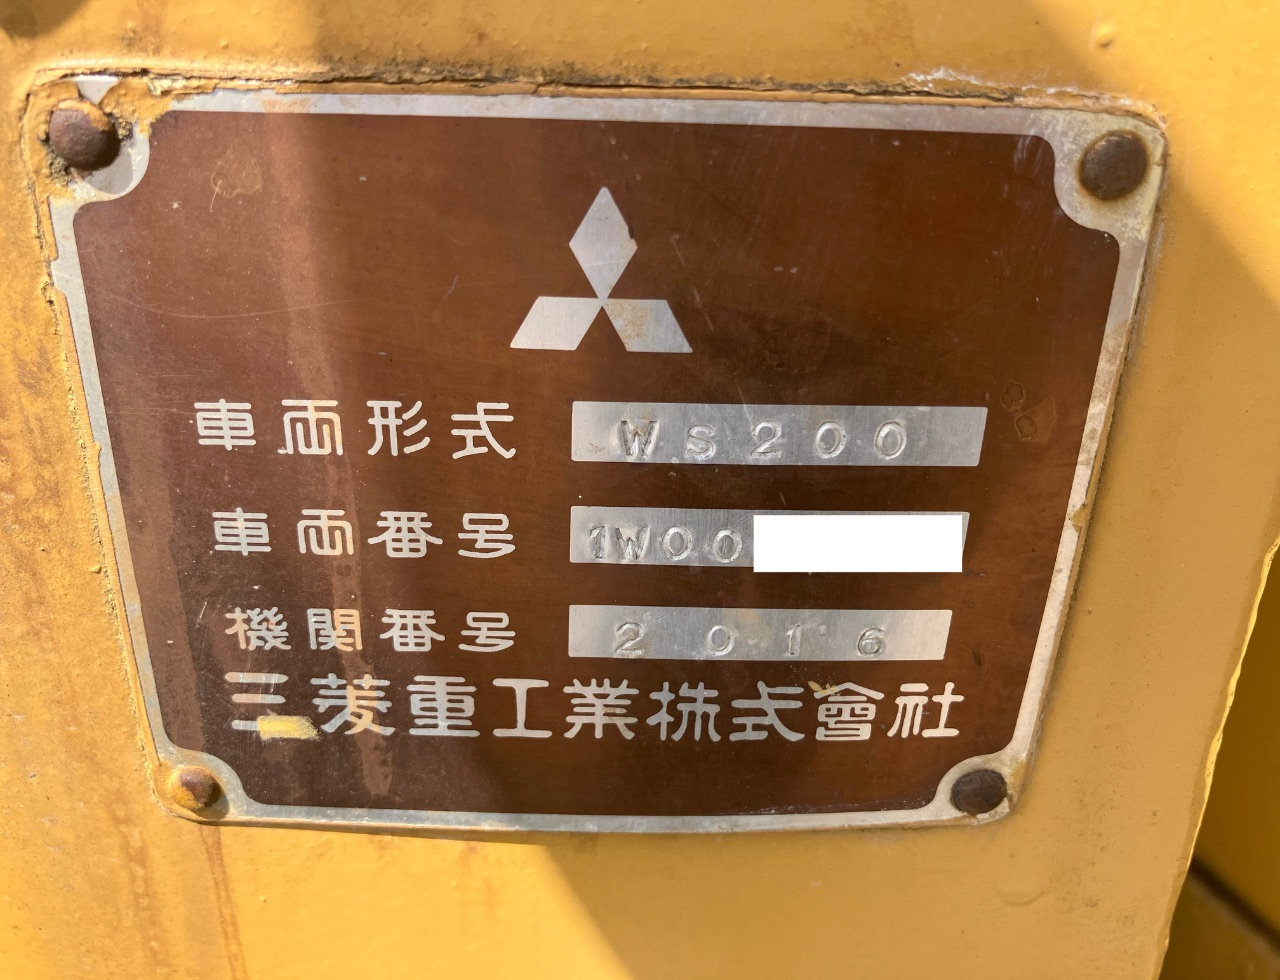 車両形式 WS200
車両番号 1W00
機関番号 2016
三菱重工業株式會社